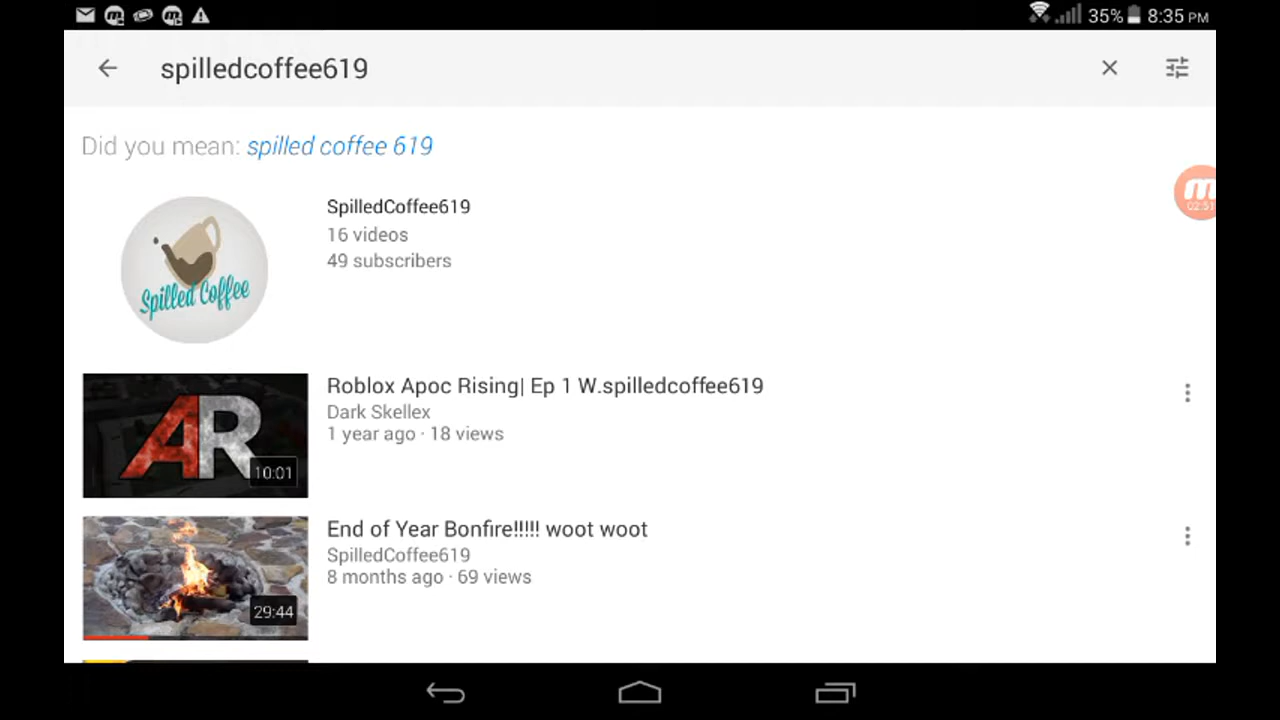 35% 8:35 PM
spilledcoffee619
Did you mean: spilled coffee 619
02:51
SpilledCoffee619
16 videos
49 subscribers
Spilled Coffee
Roblox Apoc Rising| Ep 1 W.spilledcoffee619
Dark Skellex
1 year ago · 18 views
AR
10:01
End of Year Bonfire!!!!! woot woot
SpilledCoffee619
8 months ago · 69 views
29:44